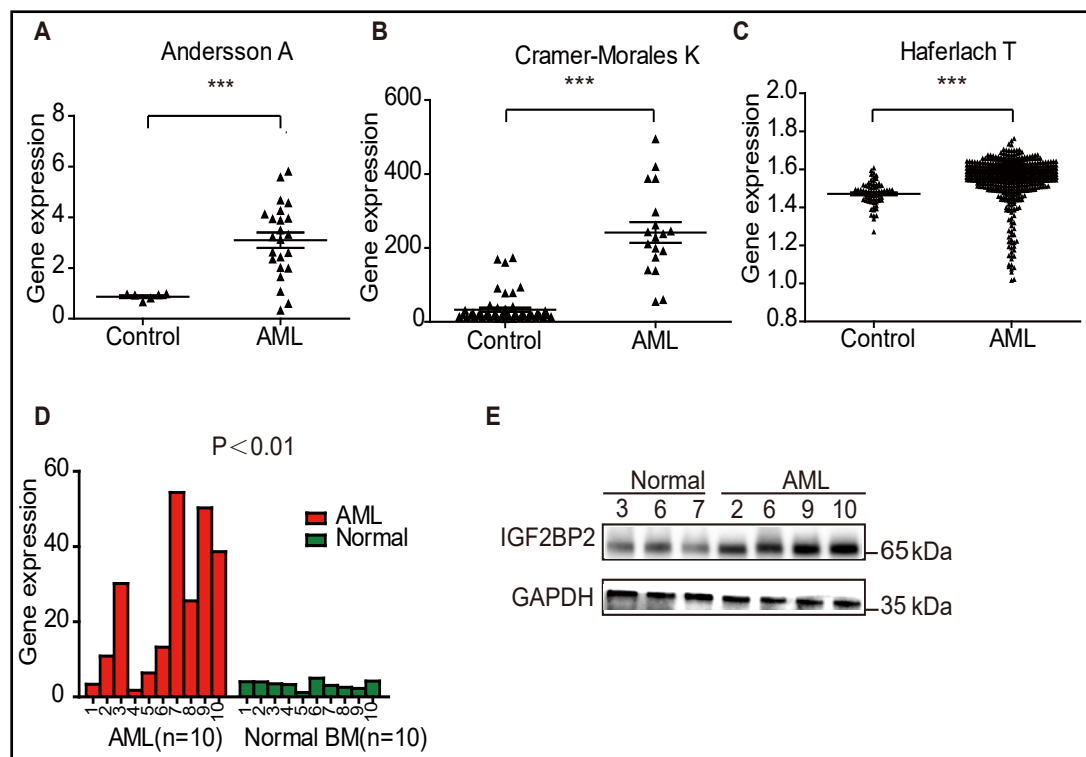 A
Andersson A
***
Gene expression
8
6
4
2
0
Control
AML
B
Cramer-Morales K
***
Gene expression
600
400
200
0
Control
AML
C
Haferlach T
***
Gene expression
2.0
1.8
1.6
1.4
1.2
1.0
0.8
Control
AML
D
P＜0.01
Gene expression
60
40
20
0
AML
Normal
1 2 3 4 5 6 7 8 9 10
1 2 3 4 5 6 7 8 9 10
AML(n=10)
Normal BM(n=10)
E
Normal AML
3 6 7 2 6 9 10
IGF2BP2
65 kDa
GAPDH
35 kDa